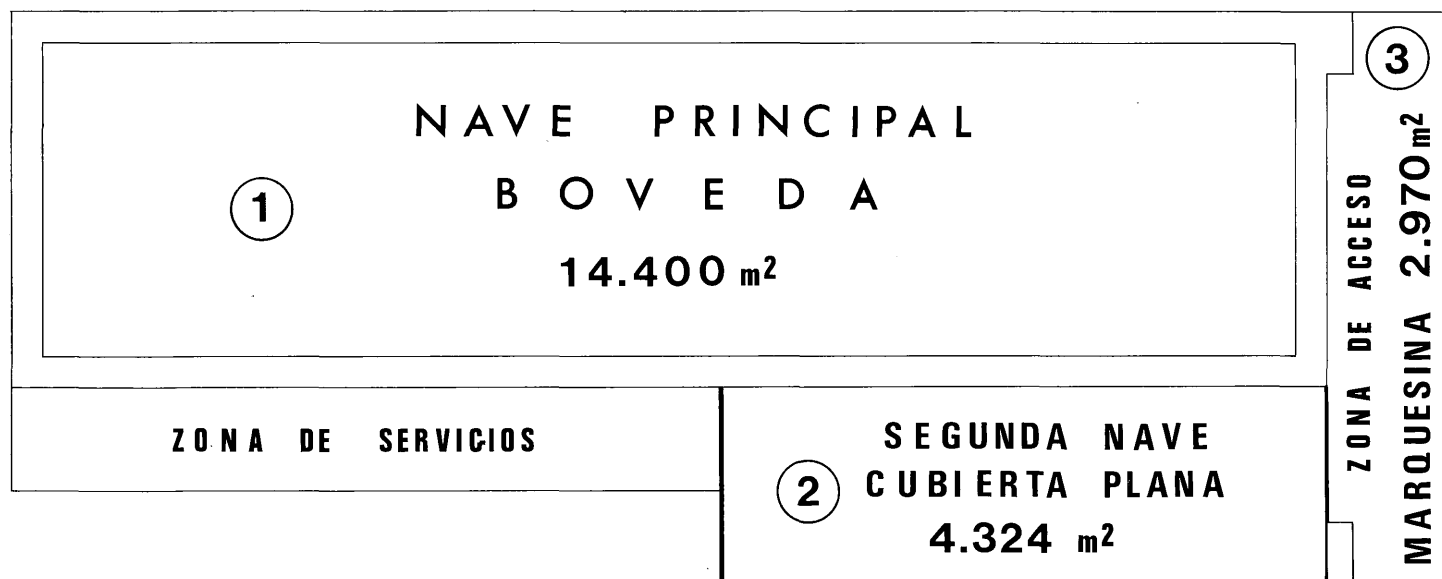 NAVE PRINCIPAL
BOVEDA
1
14.400 m²
ZONA DE SERVICIOS
SEGUNDA NAVE
2
CUBIERTA PLANA
4.324 m²
3
ZONA DE ACCESO
MARQUESINA 2.970 m²